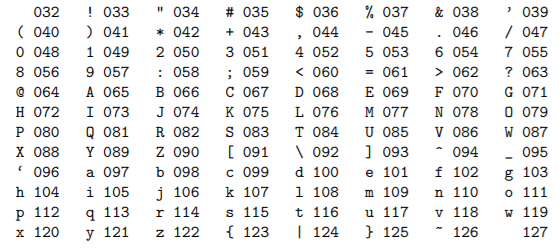 032 ! 033 " 034 # 035 $ 036 % 037 & 038 ’ 039
( 040 ) 041 * 042 + 043 , 044 - 045 . 046 / 047
0 048 1 049 2 050 3 051 4 052 5 053 6 054 7 055
8 056 9 057 : 058 ; 059 < 060 = 061 > 062 ? 063
@ 064 A 065 B 066 C 067 D 068 E 069 F 070 G 071
H 072 I 073 J 074 K 075 L 076 M 077 N 078 O 079
P 080 Q 081 R 082 S 083 T 084 U 085 V 086 W 087
X 088 Y 089 Z 090 [ 091 \ 092 ] 093 ^ 094 _ 095
‘ 096 a 097 b 098 c 099 d 100 e 101 f 102 g 103
h 104 i 105 j 106 k 107 l 108 m 109 n 110 o 111
p 112 q 113 r 114 s 115 t 116 u 117 v 118 w 119
x 120 y 121 z 122 { 123 | 124 } 125 ~ 126 127